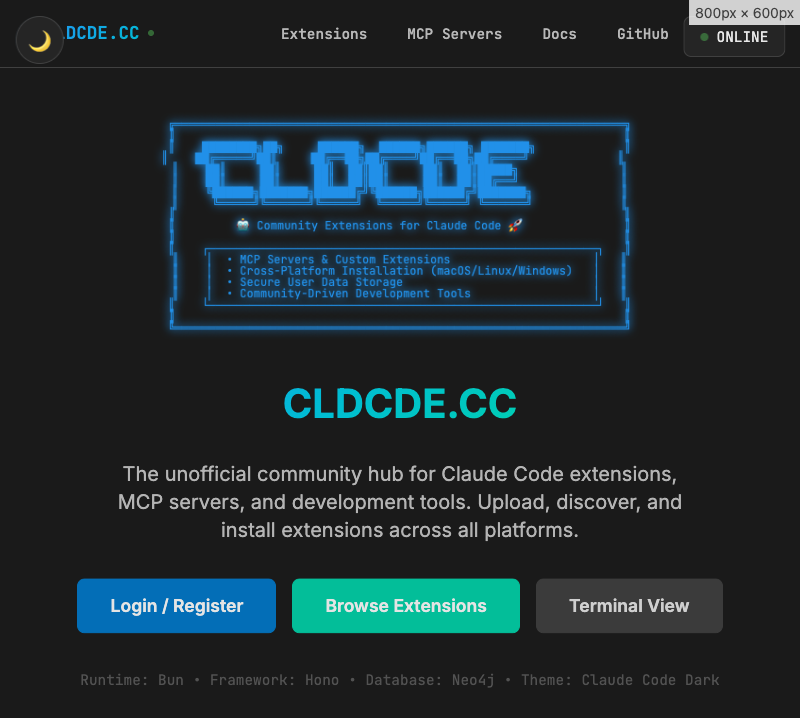 800px × 600px
.DCDE.CC
Extensions
MCP Servers
Docs
GitHub
ONLINE
CLDCDE
Community Extensions for Claude Code
• MCP Servers & Custom Extensions
• Cross-Platform Installation (macOS/Linux/Windows)
• Secure User Data Storage
• Community-Driven Development Tools
CLDCDE.CC
The unofficial community hub for Claude Code extensions,
MCP servers, and development tools. Upload, discover, and
install extensions across all platforms.
Login / Register
Browse Extensions
Terminal View
Runtime: Bun • Framework: Hono • Database: Neo4j • Theme: Claude Code Dark